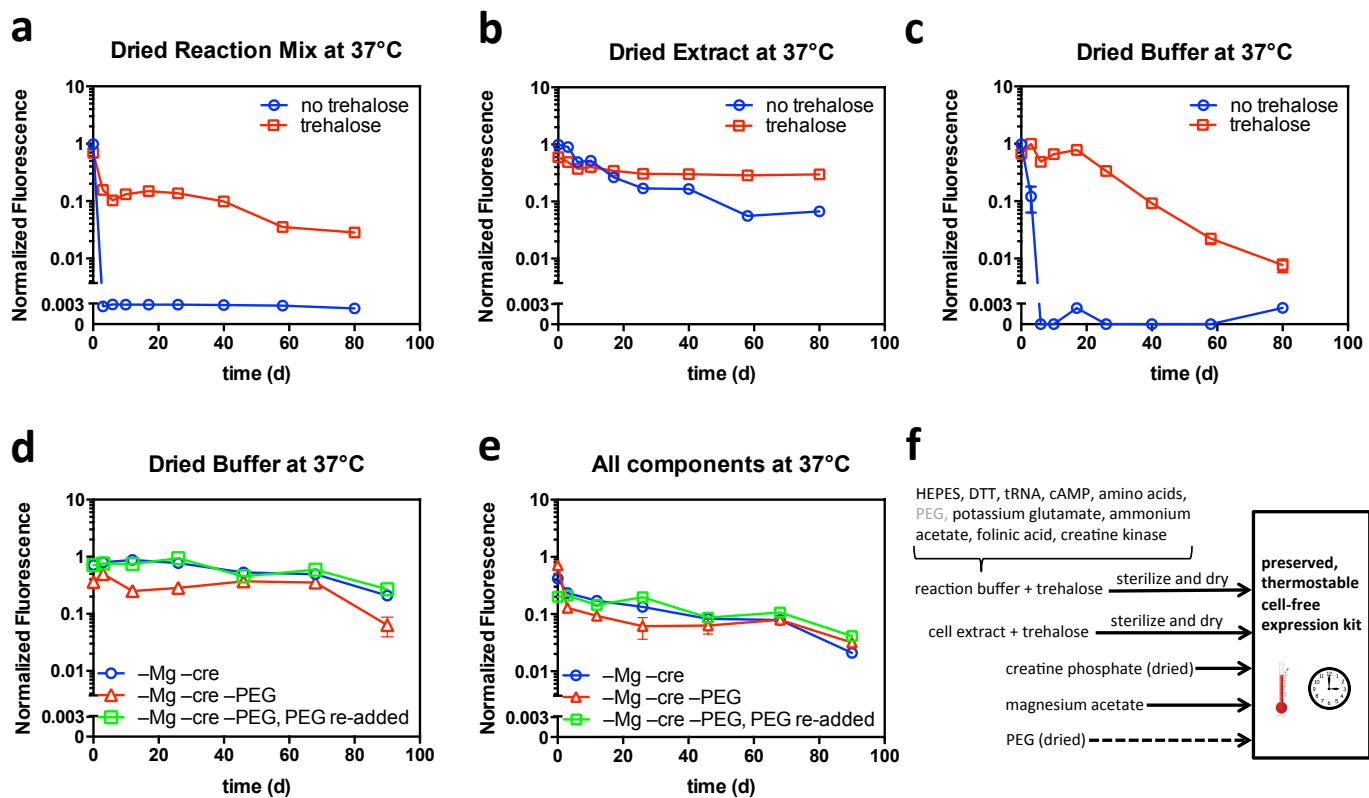 a
Dried Reaction Mix at 37°C
Normalized Fluorescence
10
1
0.1
0.01
0.003
0
no trehalose
trehalose
0 20 40 60 80 100
time (d)
b
Dried Extract at 37°C
Normalized Fluorescence
10
1
0.1
0.01
0.003
0
no trehalose
trehalose
0 20 40 60 80 100
time (d)
c
Dried Buffer at 37°C
Normalized Fluorescence
10
1
0.1
0.01
0.003
0
no trehalose
trehalose
0 20 40 60 80 100
time (d)
d
Dried Buffer at 37°C
Normalized Fluorescence
10
1
0.1
0.01
0.003
0
–Mg –cre
–Mg –cre –PEG
–Mg –cre –PEG, PEG re-added
0 20 40 60 80 100
time (d)
e
All components at 37°C
Normalized Fluorescence
10
1
0.1
0.01
0.003
0
–Mg –cre
–Mg –cre –PEG
–Mg –cre –PEG, PEG re-added
0 20 40 60 80 100
time (d)
f
HEPES, DTT, tRNA, cAMP, amino acids,
PEG, potassium glutamate, ammonium
acetate, folinic acid, creatine kinase
reaction buffer + trehalose
sterilize and dry
cell extract + trehalose
sterilize and dry
creatine phosphate (dried)
magnesium acetate
PEG (dried)
preserved,
thermostable
cell-free
expression kit